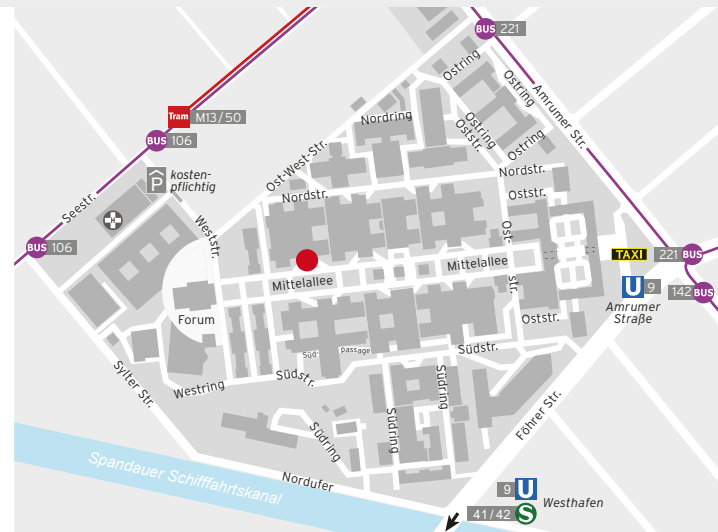 BUS 221
Ostring
Ostring
Amrumer Str.
Tram M13/50
Nordring
Ostring
Oststr.
Ostring
BUS 106
Ost-West-Str.
kosten-
pflichtig
P
Nordstr.
Nordstr.
Oststr.
Seestr.
Weststr.
Ost-
str.
BUS 106
TAXI
221 BUS
Mittelallee
Mittelallee
U 9
142 BUS
Amrumer
Straße
Forum
Oststr.
Süd-
passage
Südstr.
Südstr.
Westring
Sylter Str.
Südring
Südring
Südring
Föhrer Str.
Spandauer Schifffahrtskanal
Nordufer
9 U
Westhafen
41/42 S